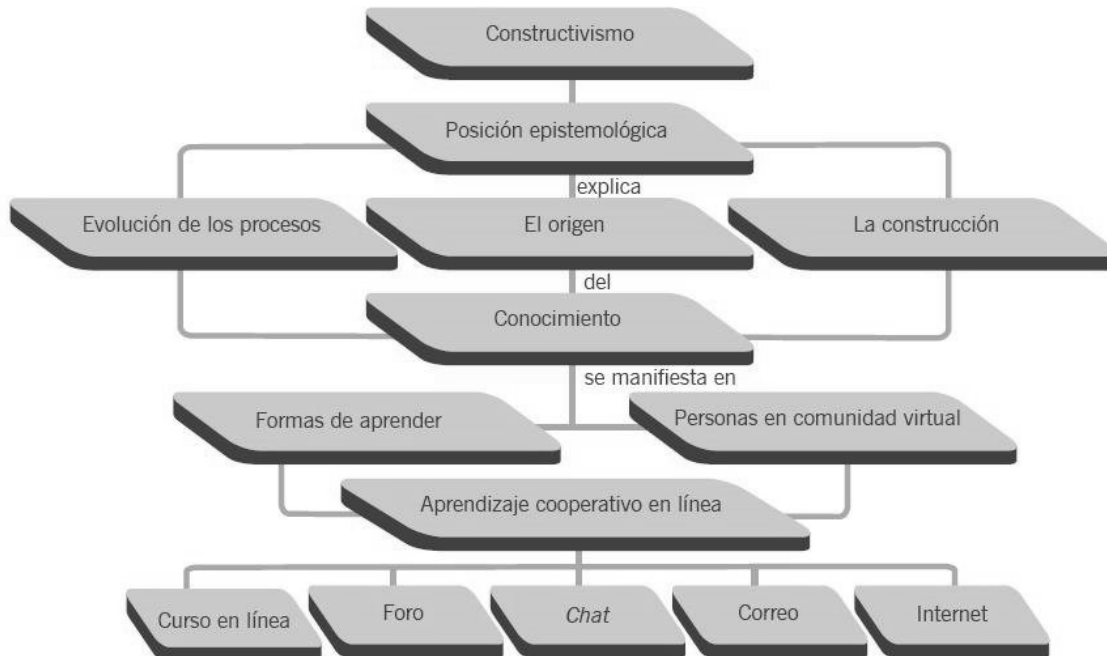 Constructivismo
Posición epistemológica
explica
Evolución de los procesos
El origen
La construcción
del
Conocimiento
se manifiesta en
Formas de aprender
Personas en comunidad virtual
Aprendizaje cooperativo en línea
Curso en línea
Foro
Chat
Correo
Internet